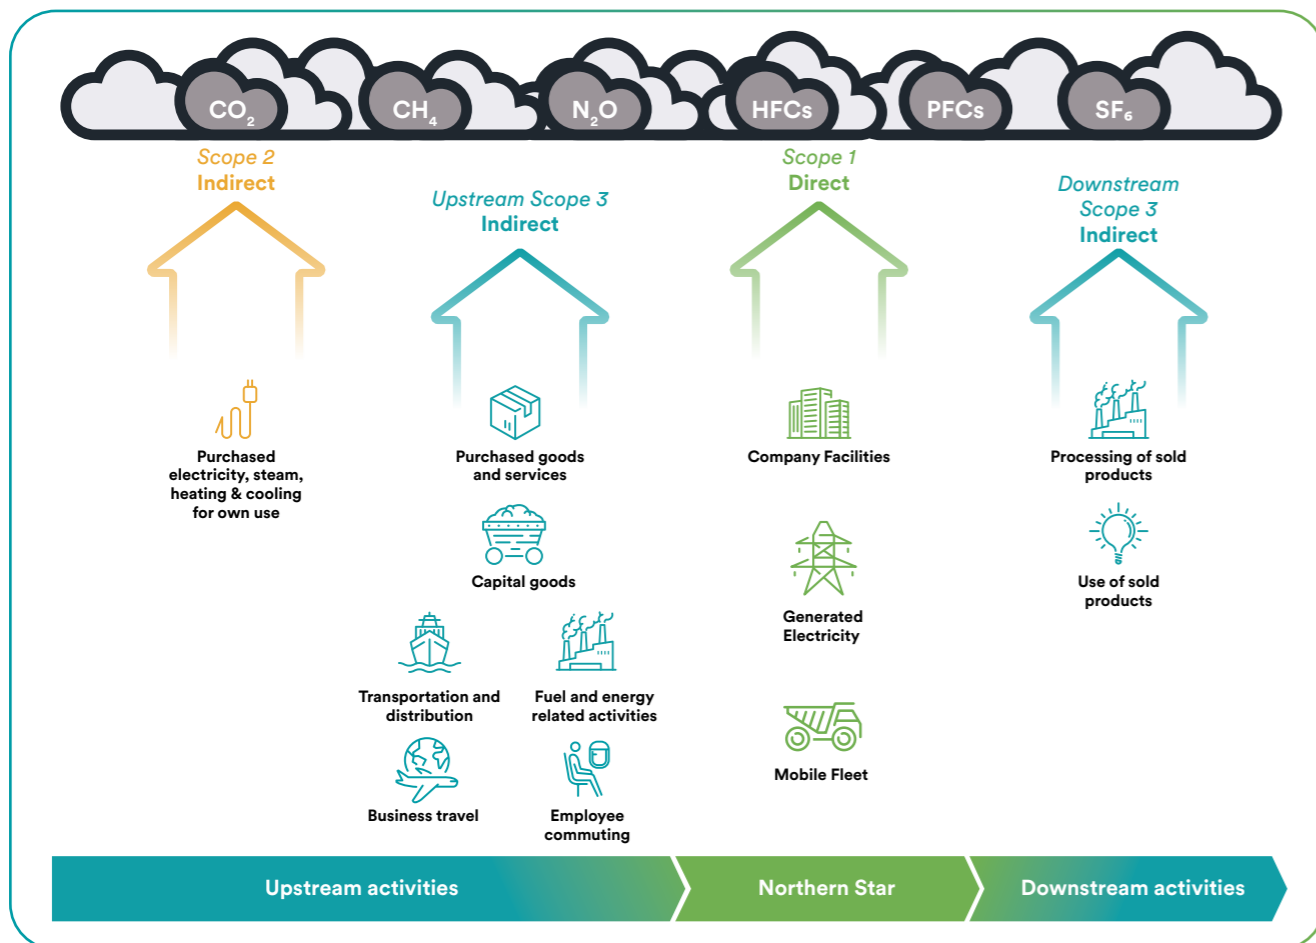 CO₂
CH₄
N₂O
HFCs
PFCs
SF₆
Scope 2
Indirect
Upstream Scope 3
Indirect
Scope 1
Direct
Downstream
Scope 3
Indirect
Purchased
electricity, steam,
heating & cooling
for own use
Purchased goods
and services
Capital goods
Transportation and
distribution
Fuel and energy
related activities
Business travel
Employee
commuting
Company Facilities
Generated
Electricity
Mobile Fleet
Processing of sold
products
Use of sold
products
Upstream activities
Northern Star
Downstream activities